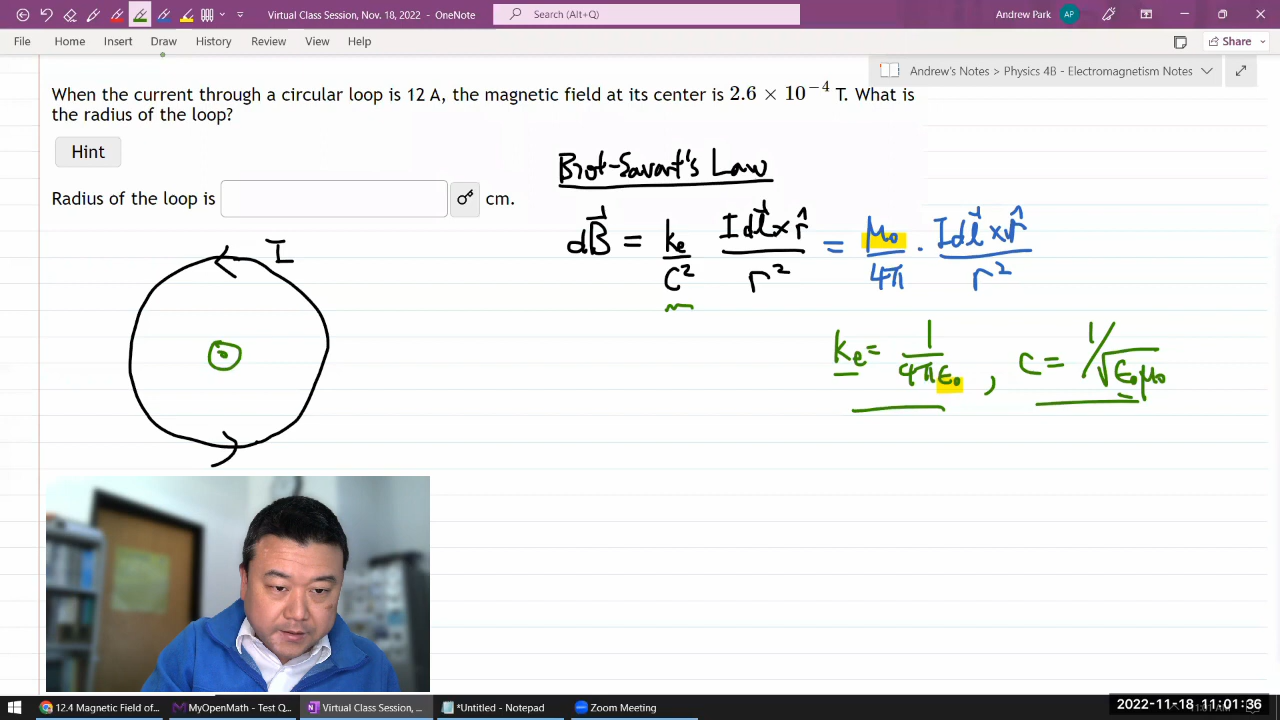 Virtual Class Session, Nov. 18, 2022 - OneNote
Search (Alt+Q)
Andrew Park
AP
File Home Insert Draw History Review View Help
Share
Andrew's Notes > Physics 4B - Electromagnetism Notes
When the current through a circular loop is 12 A, the magnetic field at its center is 2.6 × 10⁻⁴ T. What is
the radius of the loop?
Hint
Biot-Savart's Law
Radius of the loop is cm.
dB⃗ = kₑ/c² Idl⃗×r̂/r² = μ₀/4π · Idl⃗×r̂/r²
I
kₑ = 1/4πε₀ , c = 1/√ε₀μ₀
12.4 Magnetic Field of...
MyOpenMath - Test Q...
Virtual Class Session,...
*Untitled - Notepad
Zoom Meeting
2022-11-18 11:01:36